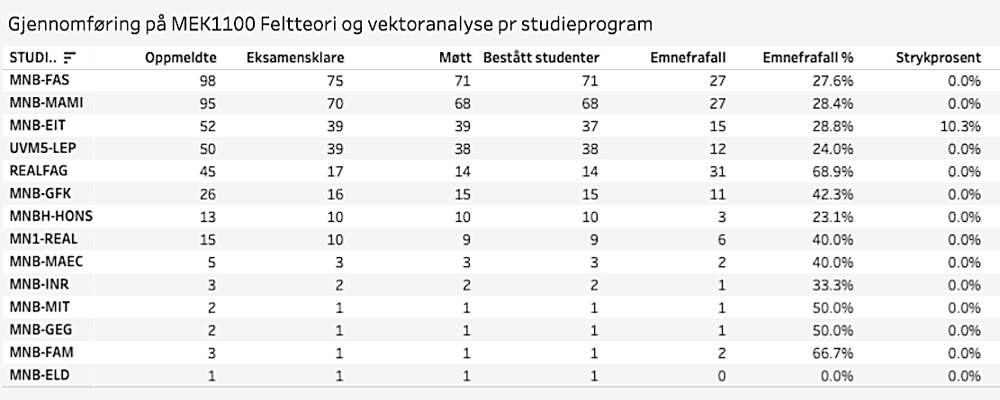 Gjennomføring på MEK1100 Feltteori og vektoranalyse pr studieprogram
STUDI.. Oppmeldte Eksamensklare Møtt Bestått studenter Emnefrafall Emnefrafall % Strykprosent
MNB-FAS 98 75 71 71 27 27.6% 0.0%
MNB-MAMI 95 70 68 68 27 28.4% 0.0%
MNB-EIT 52 39 39 37 15 28.8% 10.3%
UVM5-LEP 50 39 38 38 12 24.0% 0.0%
REALFAG 45 17 14 14 31 68.9% 0.0%
MNB-GFK 26 16 15 15 11 42.3% 0.0%
MNBH-HONS 13 10 10 10 3 23.1% 0.0%
MN1-REAL 15 10 9 9 6 40.0% 0.0%
MNB-MAEC 5 3 3 3 2 40.0% 0.0%
MNB-INR 3 2 2 2 1 33.3% 0.0%
MNB-MIT 2 1 1 1 1 50.0% 0.0%
MNB-GEG 2 1 1 1 1 50.0% 0.0%
MNB-FAM 3 1 1 1 2 66.7% 0.0%
MNB-ELD 1 1 1 1 0 0.0% 0.0%